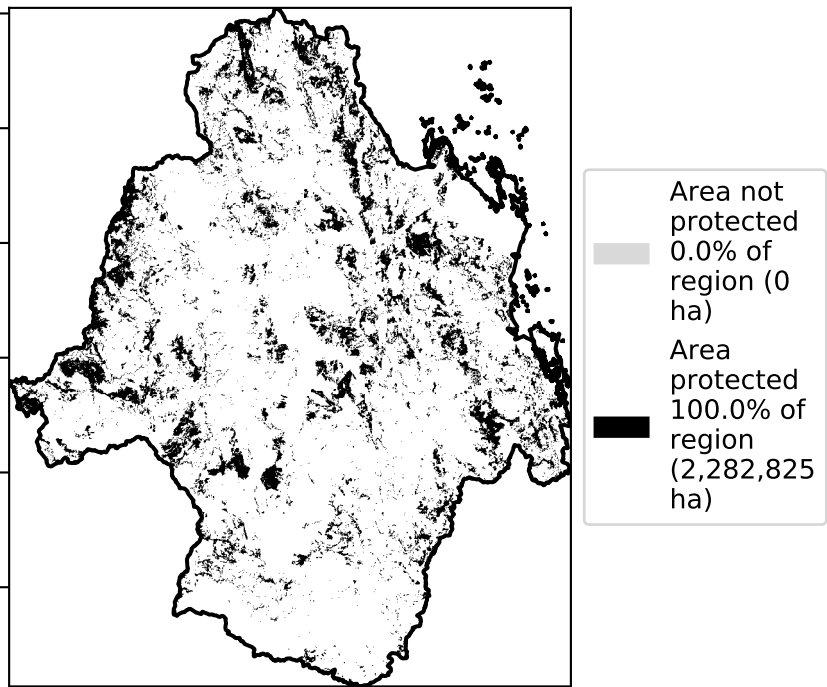 Area not
protected
0.0% of
region (0
ha)
Area
protected
100.0% of
region
(2,282,825
ha)